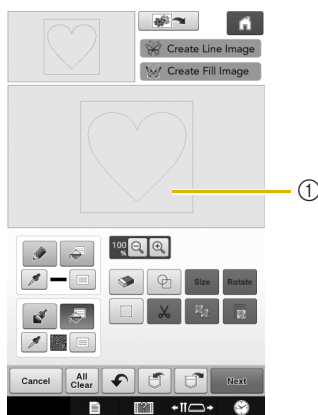 Create Line Image
Create Fill Image
①
100
%
Size Rotate
Cancel All Clear Next